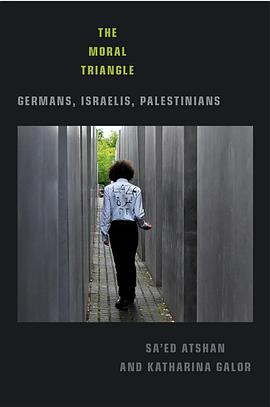 THE
MORAL
TRIANGLE
GERMANS, ISRAELIS, PALESTINIANS
SA'ED ATSHAN
AND KATHARINA GALOR